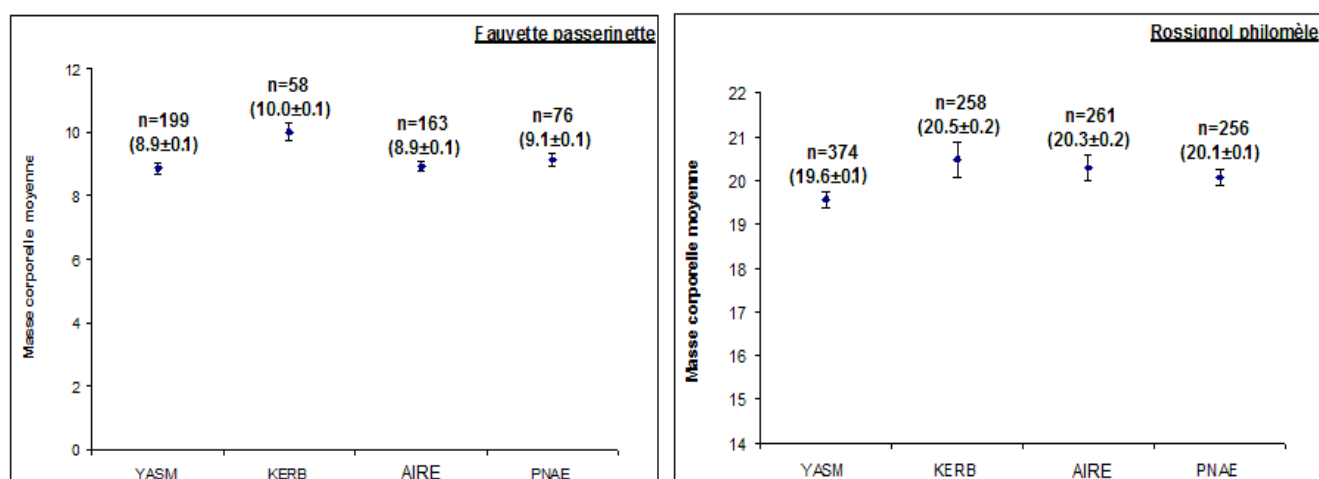 Fauvette passerinette
Masse corporelle moyenne
12
10
8
6
4
2
0
n=199
(8.9±0.1)
n=58
(10.0±0.1)
n=163
(8.9±0.1)
n=76
(9.1±0.1)
YASM
KERB
AIRE
PNAE
Rossignol philomèle
Masse corporelle moyenne
22
21
20
19
18
17
16
15
14
n=374
(19.6±0.1)
n=258
(20.5±0.2)
n=261
(20.3±0.2)
n=256
(20.1±0.1)
YASM
KERB
AIRE
PNAE